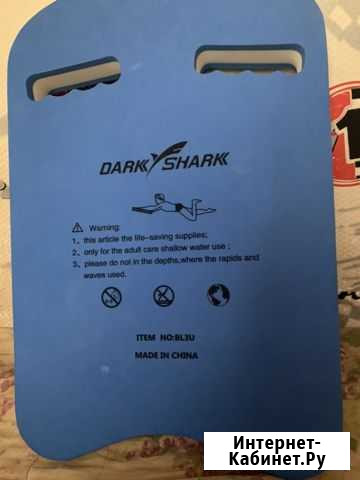 DARK SHARK
Warning:
1、this article the life-saving supplies;
2、only for the adult care shallow water use ;
3、please do not in the depths,where the rapids and
waves used.
ITEM NO:BL3U
MADE IN CHINA
Интернет-
Кабинет.Ру